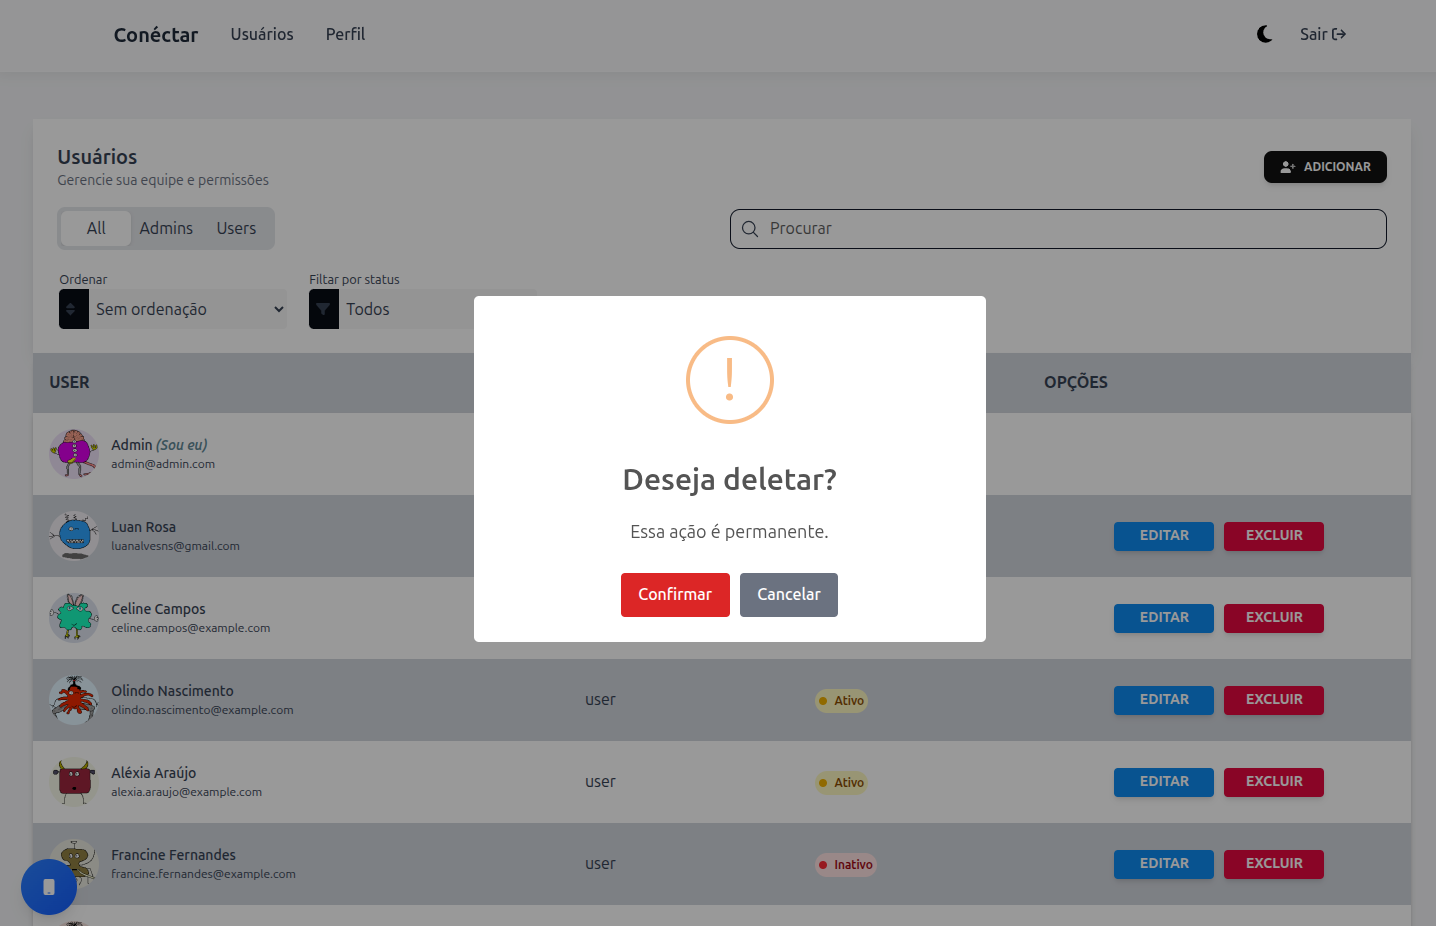 Conéctar Usuários Perfil Sair
Usuários
Gerencie sua equipe e permissões
ADICIONAR
All Admins Users
Procurar
Ordenar Filtar por status
Sem ordenação Todos
USER OPÇÕES
Admin (Sou eu)
admin@admin.com
Luan Rosa
luanalvesns@gmail.com
EDITAR EXCLUIR
Celine Campos
celine.campos@example.com
EDITAR EXCLUIR
Olindo Nascimento
olindo.nascimento@example.com
user Ativo EDITAR EXCLUIR
Aléxia Araújo
alexia.araujo@example.com
user Ativo EDITAR EXCLUIR
Francine Fernandes
francine.fernandes@example.com
user Inativo EDITAR EXCLUIR
!
Deseja deletar?
Essa ação é permanente.
Confirmar Cancelar